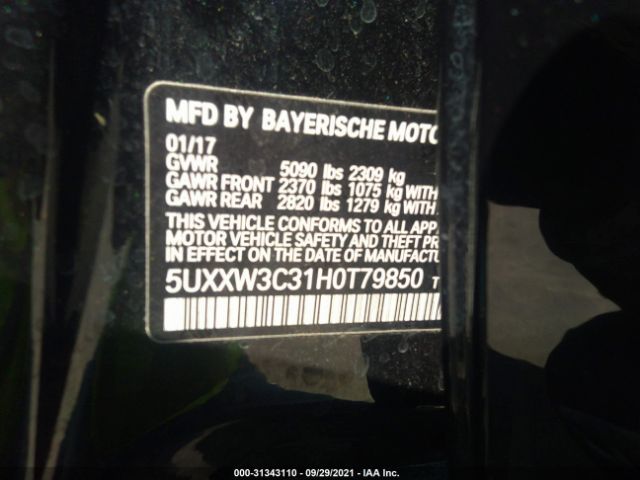 MFD BY BAYERISCHE MOTO
01/17
GVWR 5090 lbs 2309 kg
GAWR FRONT 2370 lbs 1075 kg WITH
GAWR REAR 2820 lbs 1279 kg WITH
THIS VEHICLE CONFORMS TO ALL APP
MOTOR VEHICLE SAFETY AND THEFT PR
IN EFFECT ON THE DATE OF MANUFACTU
5UXXW3C31H0T79850 T
000-31343110 - 09/29/2021 - IAA Inc.